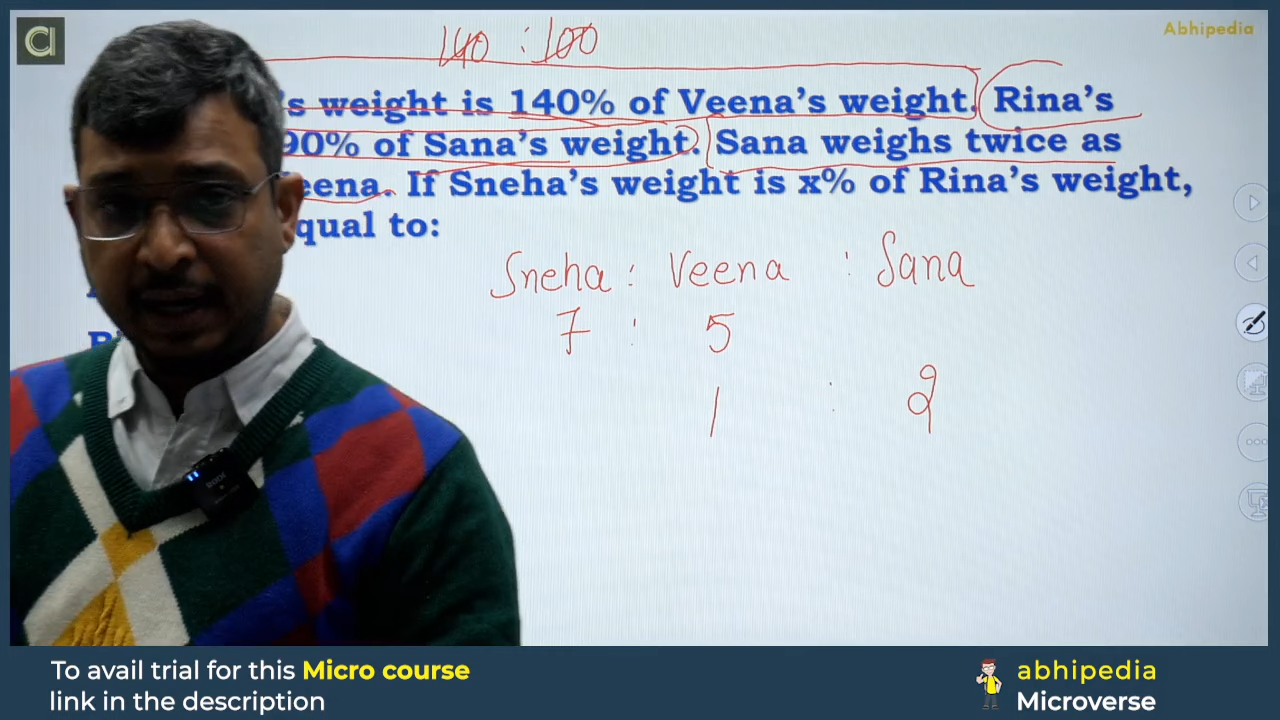 Abhipedia
140 : 100
's weight is 140% of Veena's weight. Rina's
90% of Sana's weight. Sana weighs twice as
eena. If Sneha's weight is x% of Rina's weight,
qual to:
Sneha : Veena : Sana
7 : 5
1 : 2
To avail trial for this Micro course
link in the description
abhipedia
Microverse